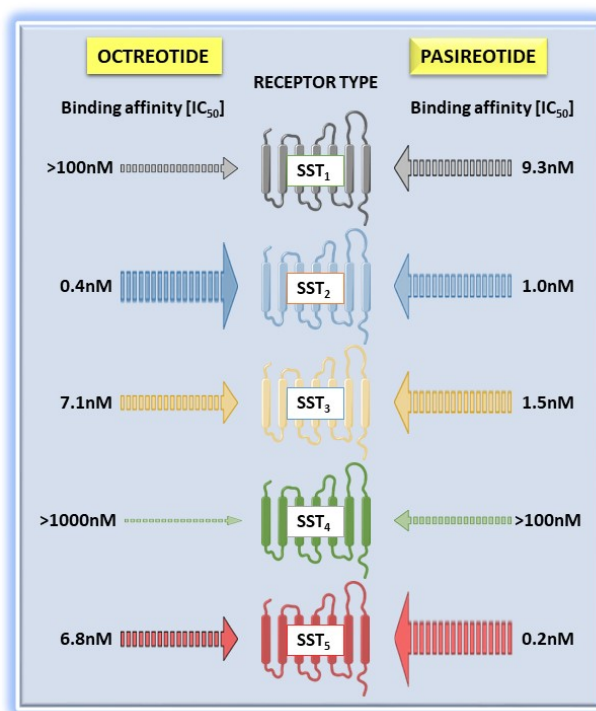 OCTREOTIDE
PASIREOTIDE
RECEPTOR TYPE
Binding affinity [IC₅₀]
Binding affinity [IC₅₀]
>100nM
SST₁
9.3nM
0.4nM
SST₂
1.0nM
7.1nM
SST₃
1.5nM
>1000nM
SST₄
>100nM
6.8nM
SST₅
0.2nM